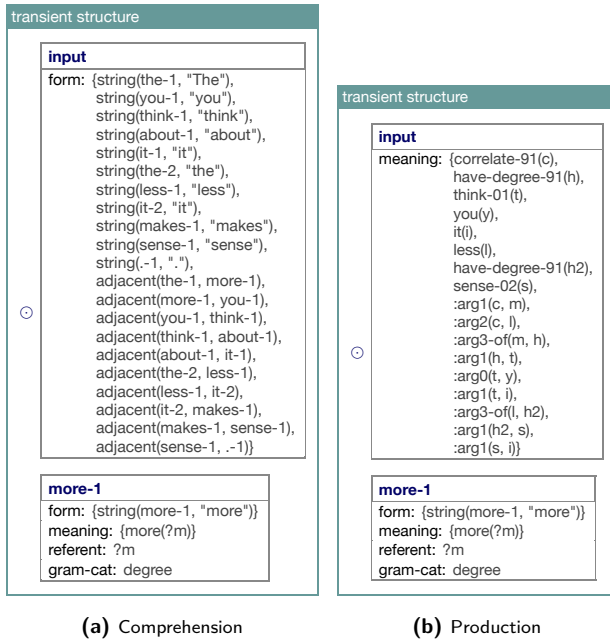 transient structure
input
form: {string(the-1, "The"),
string(you-1, "you"),
string(think-1, "think"),
string(about-1, "about"),
string(it-1, "it"),
string(the-2, "the"),
string(less-1, "less"),
string(it-2, "it"),
string(makes-1, "makes"),
string(sense-1, "sense"),
string(.-1, "."),
adjacent(the-1, more-1),
adjacent(more-1, you-1),
adjacent(you-1, think-1),
adjacent(think-1, about-1),
adjacent(about-1, it-1),
adjacent(the-2, less-1),
adjacent(less-1, it-2),
adjacent(it-2, makes-1),
adjacent(makes-1, sense-1),
adjacent(sense-1, .-1)}
more-1
form: {string(more-1, "more")}
meaning: {more(?m)}
referent: ?m
gram-cat: degree
(a) Comprehension
transient structure
input
meaning: {correlate-91(c),
have-degree-91(h),
think-01(t),
you(y),
it(i),
less(l),
have-degree-91(h2),
sense-02(s),
:arg1(c, m),
:arg2(c, l),
:arg3-of(m, h),
:arg1(h, t),
:arg0(t, y),
:arg1(t, i),
:arg3-of(l, h2),
:arg1(h2, s),
:arg1(s, i)}
more-1
form: {string(more-1, "more")}
meaning: {more(?m)}
referent: ?m
gram-cat: degree
(b) Production